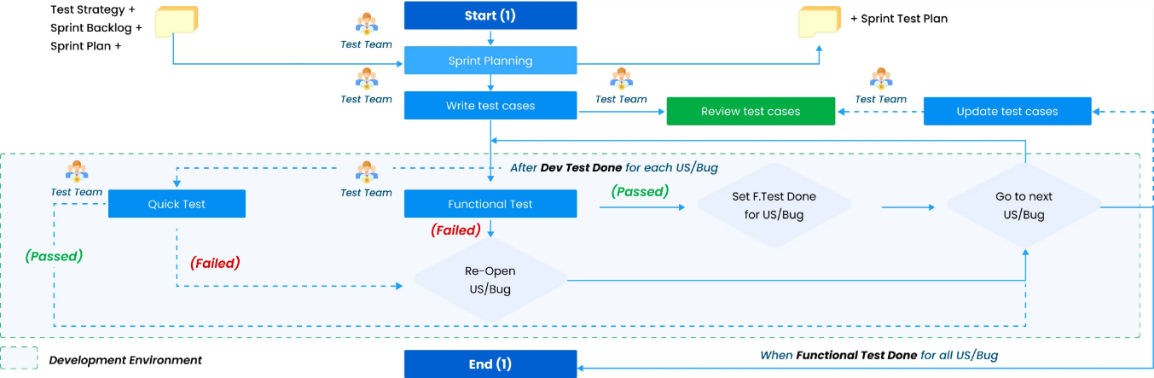 Test Strategy +
Sprint Backlog +
Sprint Plan +
Test Team
Start (1)
+ Sprint Test Plan
Sprint Planning
Test Team
Write test cases
Test Team
Review test cases
Test Team
Update test cases
After Dev Test Done for each US/Bug
Test Team
Quick Test
Test Team
Functional Test
(Passed)
Set F.Test Done
for US/Bug
Go to next
US/Bug
(Failed)
(Passed)
(Failed)
Re-Open
US/Bug
Development Environment
End (1)
When Functional Test Done for all US/Bug